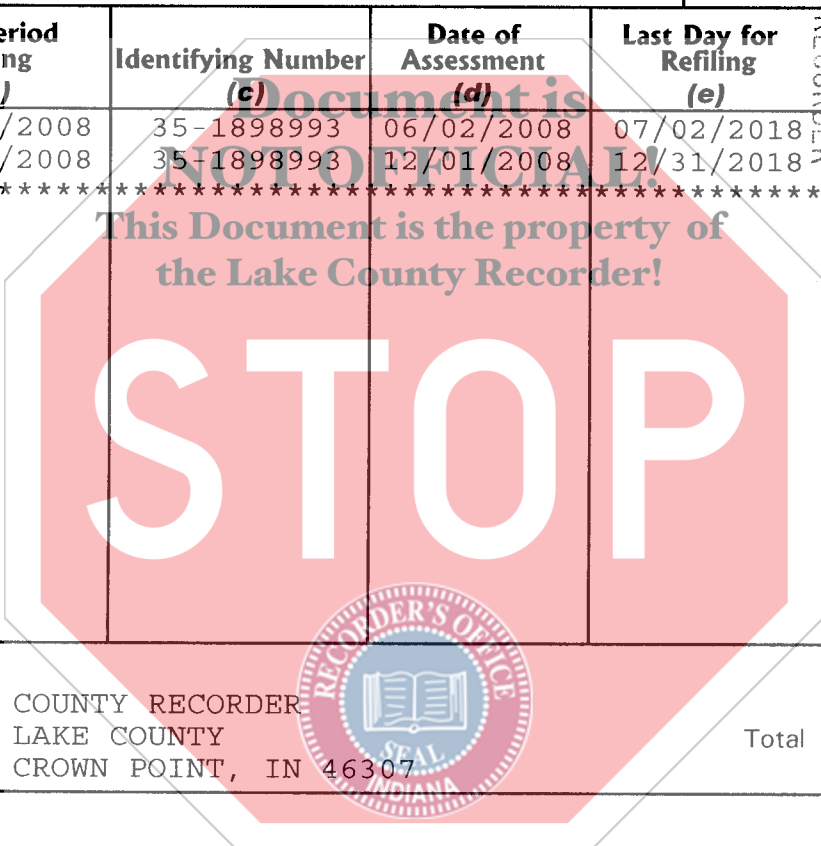 eriod
ng
)
Identifying Number
(c)
Date of
Assessment
(d)
Last Day for
Refiling
(e)
RECORDER
/2008 35-1898993 06/02/2008 07/02/2018
/2008 35-1898993 12/01/2008 12/31/2018
*********************************************************
Document is
NOT OFFICIAL!
This Document is the property of
the Lake County Recorder!
STOP
COUNTY RECORDER
LAKE COUNTY
CROWN POINT, IN 46307
Total
RECORDER'S OFFICE
SEAL
INDIANA